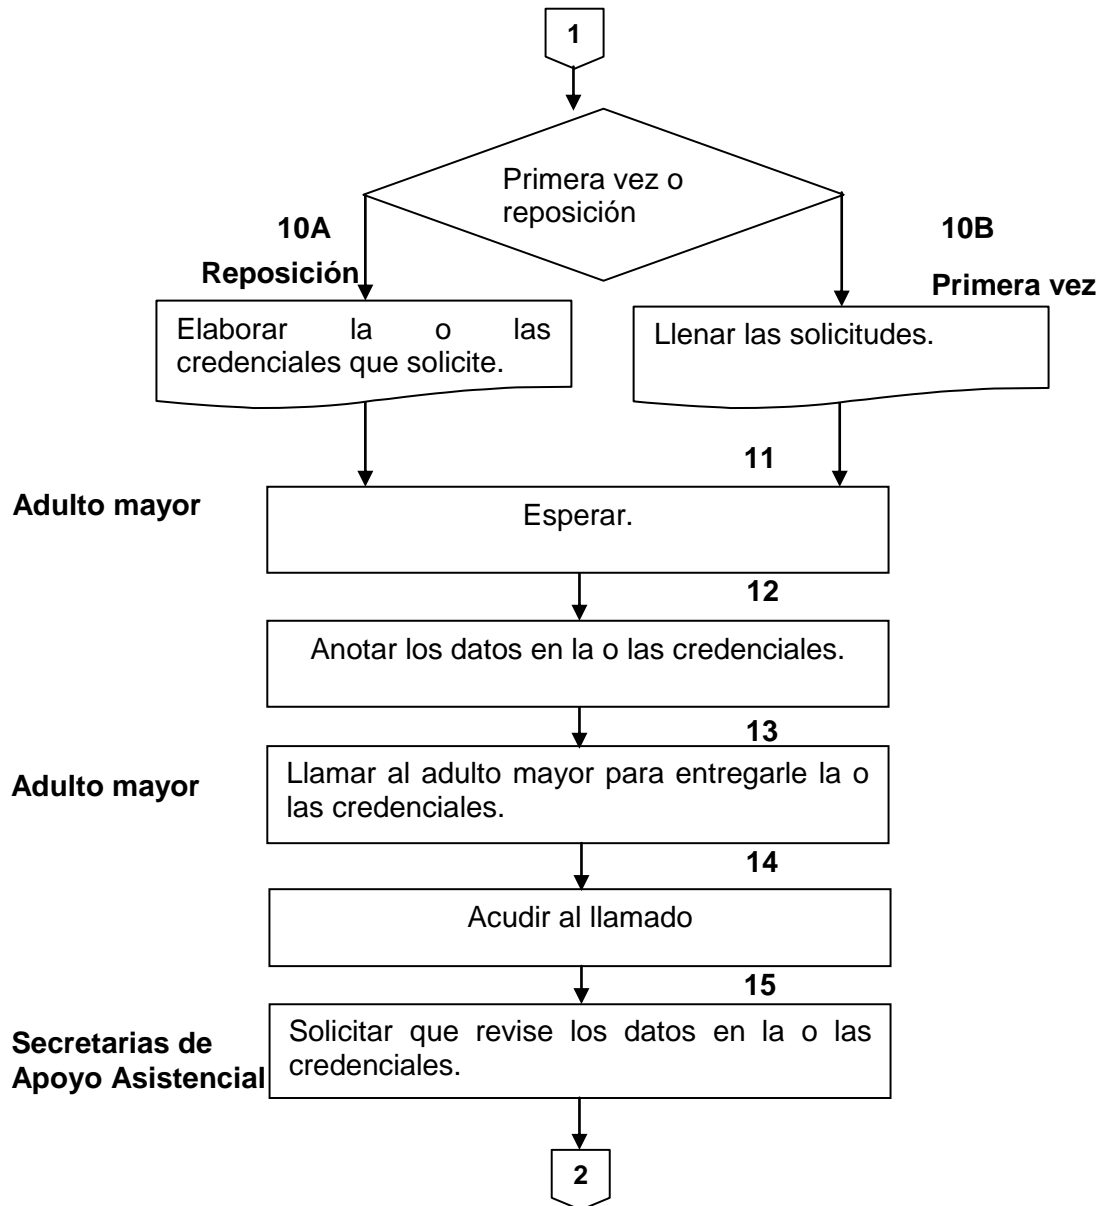 1
Primera vez o
reposición
10A
10B
Reposición
Primera vez
Elaborar la o las
credenciales que solicite.
Llenar las solicitudes.
11
Adulto mayor
Esperar.
12
Anotar los datos en la o las credenciales.
13
Adulto mayor
Llamar al adulto mayor para entregarle la o
las credenciales.
14
Acudir al llamado
15
Secretarias de
Apoyo Asistencial
Solicitar que revise los datos en la o las
credenciales.
2